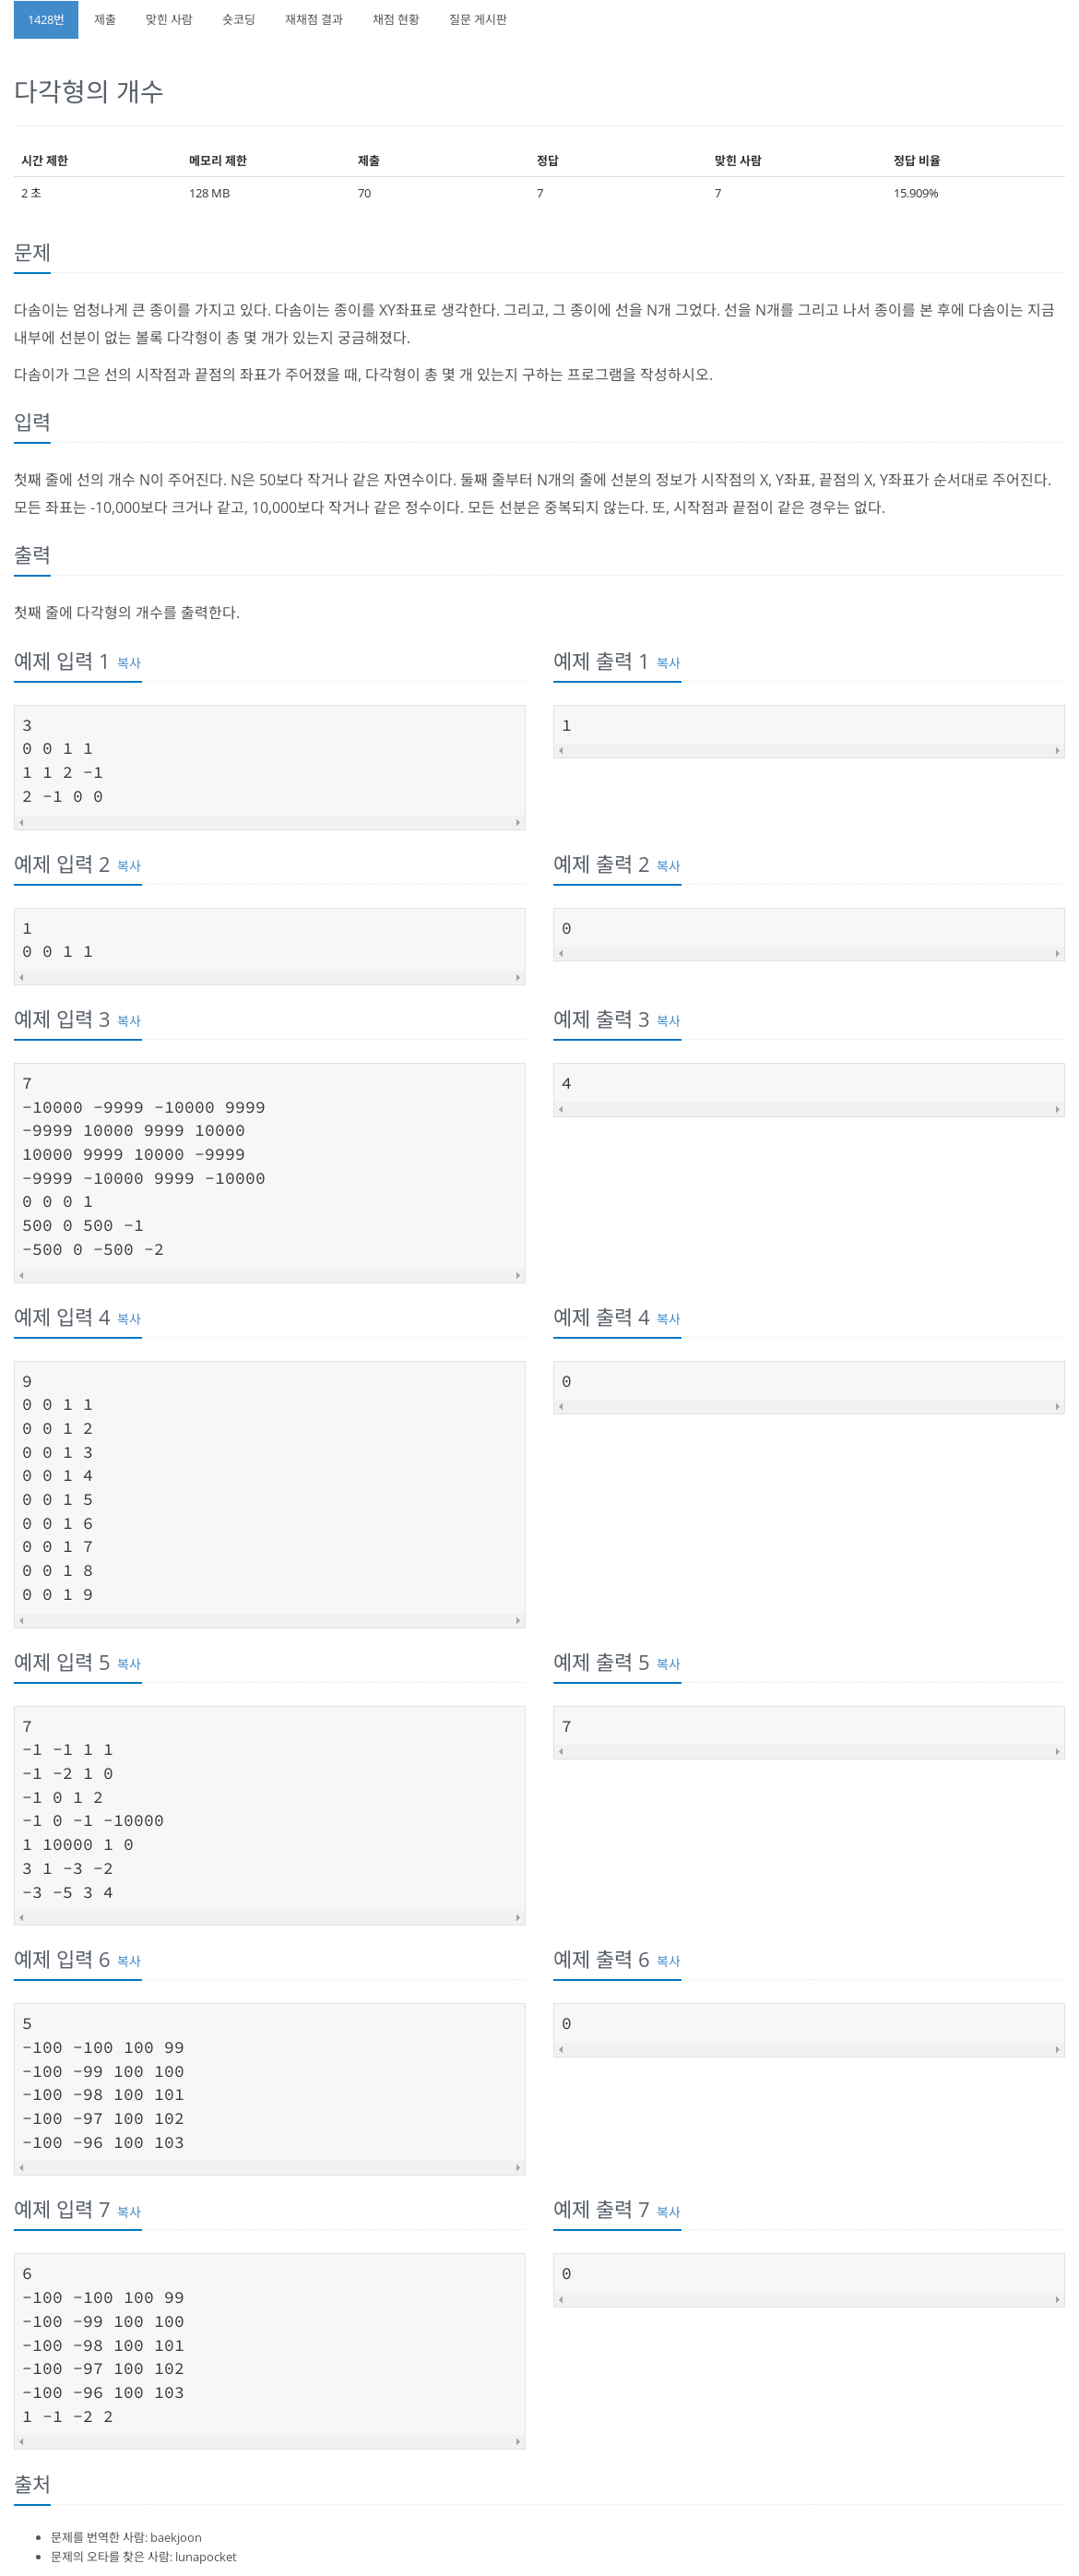 1428번 제출 맞힌 사람 숏코딩 재채점 결과 채점 현황 질문 게시판
다각형의 개수
시간 제한 메모리 제한 제출 정답 맞힌 사람 정답 비율
2 초 128 MB 70 7 7 15.909%
문제
다솜이는 엄청나게 큰 종이를 가지고 있다. 다솜이는 종이를 XY좌표로 생각한다. 그리고, 그 종이에 선을 N개 그었다. 선을 N개를 그리고 나서 종이를 본 후에 다솜이는 지금
내부에 선분이 없는 볼록 다각형이 총 몇 개가 있는지 궁금해졌다.
다솜이가 그은 선의 시작점과 끝점의 좌표가 주어졌을 때, 다각형이 총 몇 개 있는지 구하는 프로그램을 작성하시오.
입력
첫째 줄에 선의 개수 N이 주어진다. N은 50보다 작거나 같은 자연수이다. 둘째 줄부터 N개의 줄에 선분의 정보가 시작점의 X, Y좌표, 끝점의 X, Y좌표가 순서대로 주어진다.
모든 좌표는 -10,000보다 크거나 같고, 10,000보다 작거나 같은 정수이다. 모든 선분은 중복되지 않는다. 또, 시작점과 끝점이 같은 경우는 없다.
출력
첫째 줄에 다각형의 개수를 출력한다.
예제 입력 1 복사
3
0 0 1 1
1 1 2 -1
2 -1 0 0
예제 출력 1 복사
1
예제 입력 2 복사
1
0 0 1 1
예제 출력 2 복사
0
예제 입력 3 복사
7
-10000 -9999 -10000 9999
-9999 10000 9999 10000
10000 9999 10000 -9999
-9999 -10000 9999 -10000
0 0 0 1
500 0 500 -1
-500 0 -500 -2
예제 출력 3 복사
4
예제 입력 4 복사
9
0 0 1 1
0 0 1 2
0 0 1 3
0 0 1 4
0 0 1 5
0 0 1 6
0 0 1 7
0 0 1 8
0 0 1 9
예제 출력 4 복사
0
예제 입력 5 복사
7
-1 -1 1 1
-1 -2 1 0
-1 0 1 2
-1 0 -1 -10000
1 10000 1 0
3 1 -3 -2
-3 -5 3 4
예제 출력 5 복사
7
예제 입력 6 복사
5
-100 -100 100 99
-100 -99 100 100
-100 -98 100 101
-100 -97 100 102
-100 -96 100 103
예제 출력 6 복사
0
예제 입력 7 복사
6
-100 -100 100 99
-100 -99 100 100
-100 -98 100 101
-100 -97 100 102
-100 -96 100 103
1 -1 -2 2
예제 출력 7 복사
0
출처
문제를 번역한 사람: baekjoon
문제의 오타를 찾은 사람: lunapocket